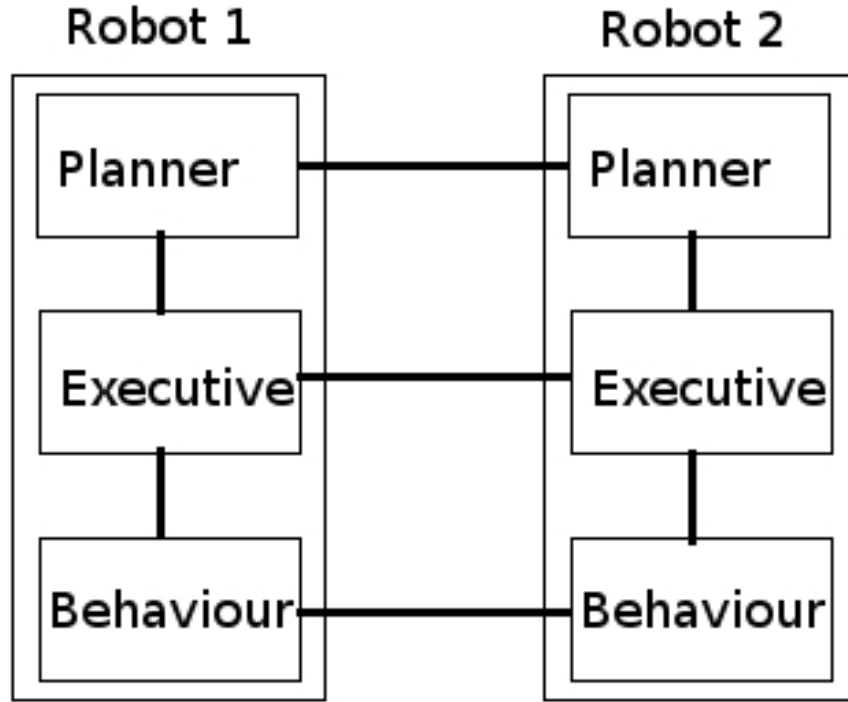 Robot 1
Robot 2
Planner
Planner
Executive
Executive
Behaviour
Behaviour